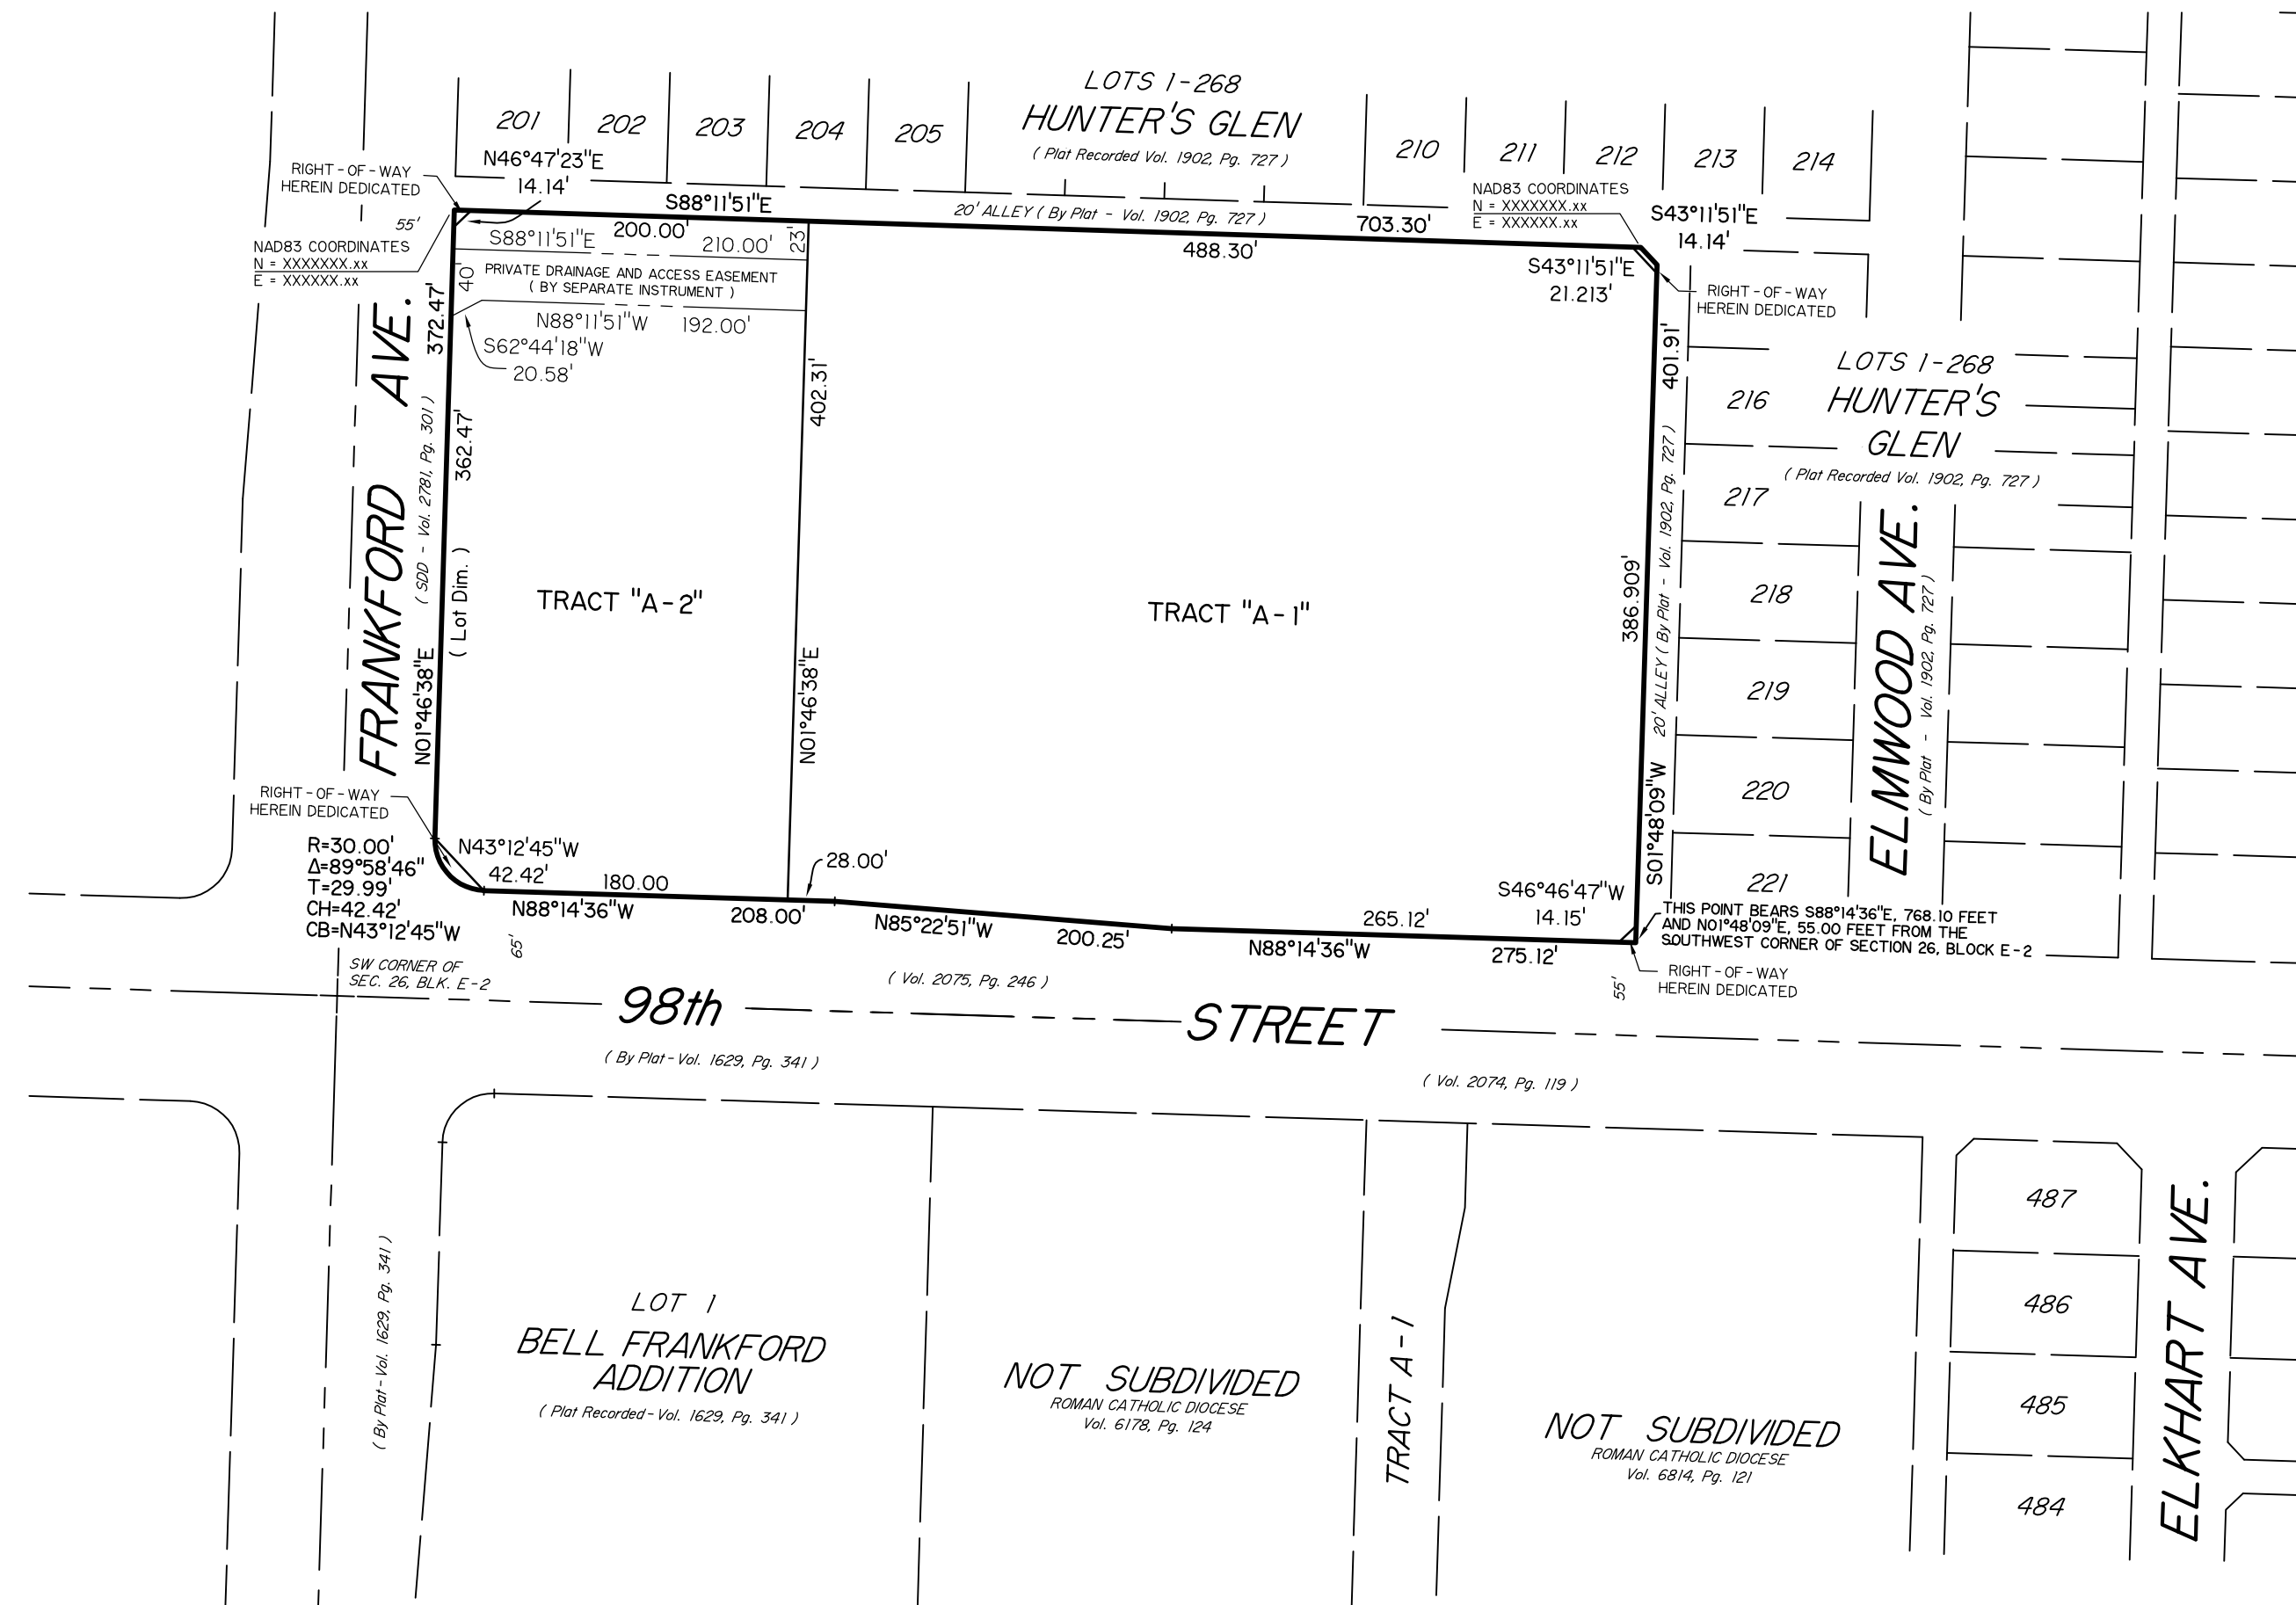 LOTS 1-268
HUNTER'S GLEN
( Plat Recorded Vol. 1902, Pg. 727 )
201
202
203
204
205
210
211
212
213
214
RIGHT-OF-WAY
HEREIN DEDICATED
N46°47'23"E
14.14'
55'
S88°11'51"E
20' ALLEY ( By Plat - Vol. 1902, Pg. 727 )
703.30'
NAD83 COORDINATES
N = XXXXXXX.xx
E = XXXXXX.xx
S43°11'51"E
14.14'
NAD83 COORDINATES
N = XXXXXXX.xx
E = XXXXXX.xx
S88°11'51"E
200.00'
210.00'
23'
488.30'
S43°11'51"E
21.213'
RIGHT-OF-WAY
HEREIN DEDICATED
40'
PRIVATE DRAINAGE AND ACCESS EASEMENT
( BY SEPARATE INSTRUMENT )
N88°11'51"W
192.00'
S62°44'18"W
20.58'
372.47'
362.47'
( Lot Dim. )
N01°46'38"E
FRANKFORD AVE.
( SDD - Vol. 2781, Pg. 301 )
402.31'
N01°46'38"E
TRACT "A-2"
TRACT "A-1"
401.91'
386.909'
S01°48'09"W
20' ALLEY ( By Plat - Vol. 1902, Pg. 727 )
LOTS 1-268
HUNTER'S
GLEN
( Plat Recorded Vol. 1902, Pg. 727 )
216
217
218
219
220
221
ELMWOOD AVE.
( By Plat - Vol. 1902, Pg. 727 )
RIGHT-OF-WAY
HEREIN DEDICATED
R=30.00'
Δ=89°58'46"
T=29.99'
CH=42.42'
CB=N43°12'45"W
N43°12'45"W
42.42'
180.00
28.00'
N88°14'36"W
208.00'
N85°22'51"W
200.25'
265.12'
N88°14'36"W
275.12'
S46°46'47"W
14.15'
THIS POINT BEARS S88°14'36"E, 768.10 FEET
AND N01°48'09"E, 55.00 FEET FROM THE
SOUTHWEST CORNER OF SECTION 26, BLOCK E-2
RIGHT-OF-WAY
HEREIN DEDICATED
65'
55'
SW CORNER OF
SEC. 26, BLK. E-2
( Vol. 2075, Pg. 246 )
98th STREET
( By Plat-Vol. 1629, Pg. 341 )
( Vol. 2074, Pg. 119 )
( By Plat-Vol. 1629, Pg. 341 )
LOT 1
BELL FRANKFORD
ADDITION
( Plat Recorded-Vol. 1629, Pg. 341 )
NOT SUBDIVIDED
ROMAN CATHOLIC DIOCESE
Vol. 6178, Pg. 124
TRACT A-1
NOT SUBDIVIDED
ROMAN CATHOLIC DIOCESE
Vol. 6814, Pg. 121
487
486
485
484
ELKHART AVE.